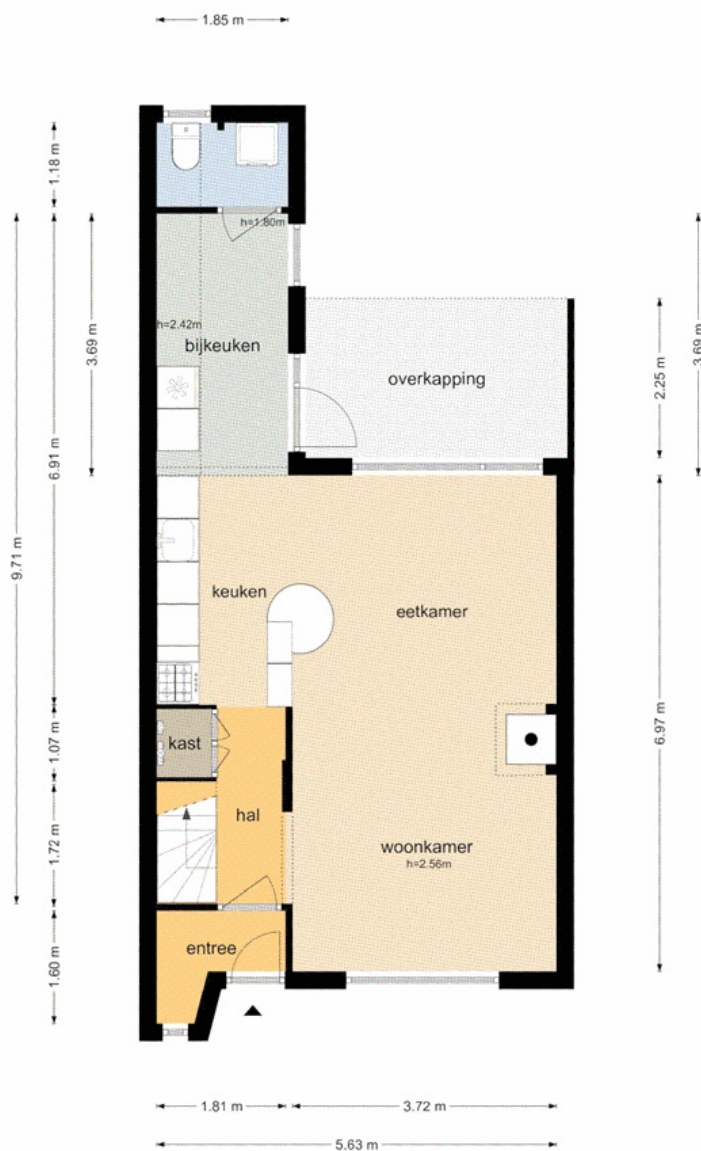 1.85 m
1.18 m
h=1.80m
h=2.42m
bijkeuken
3.69 m
3.69 m
2.25 m
overkapping
6.91 m
9.71 m
keuken
eetkamer
1.07 m
kast
6.97 m
hal
1.72 m
woonkamer
h=2.56m
entree
1.60 m
1.81 m
3.72 m
5.63 m